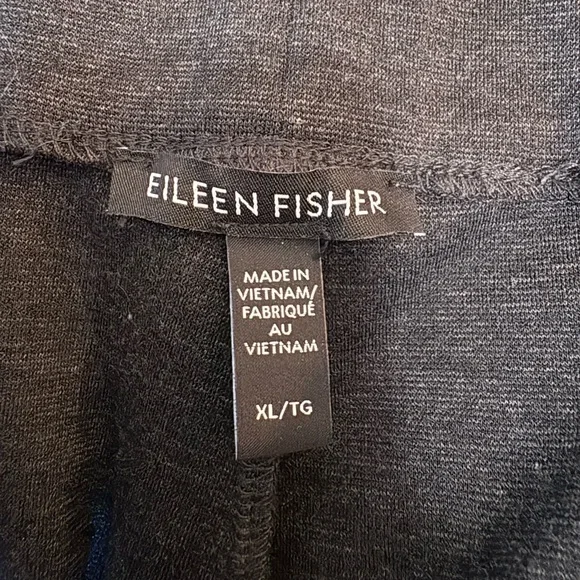 EILEEN FISHER
MADE IN
VIETNAM/
FABRIQUÉ
AU
VIETNAM
XL/TG